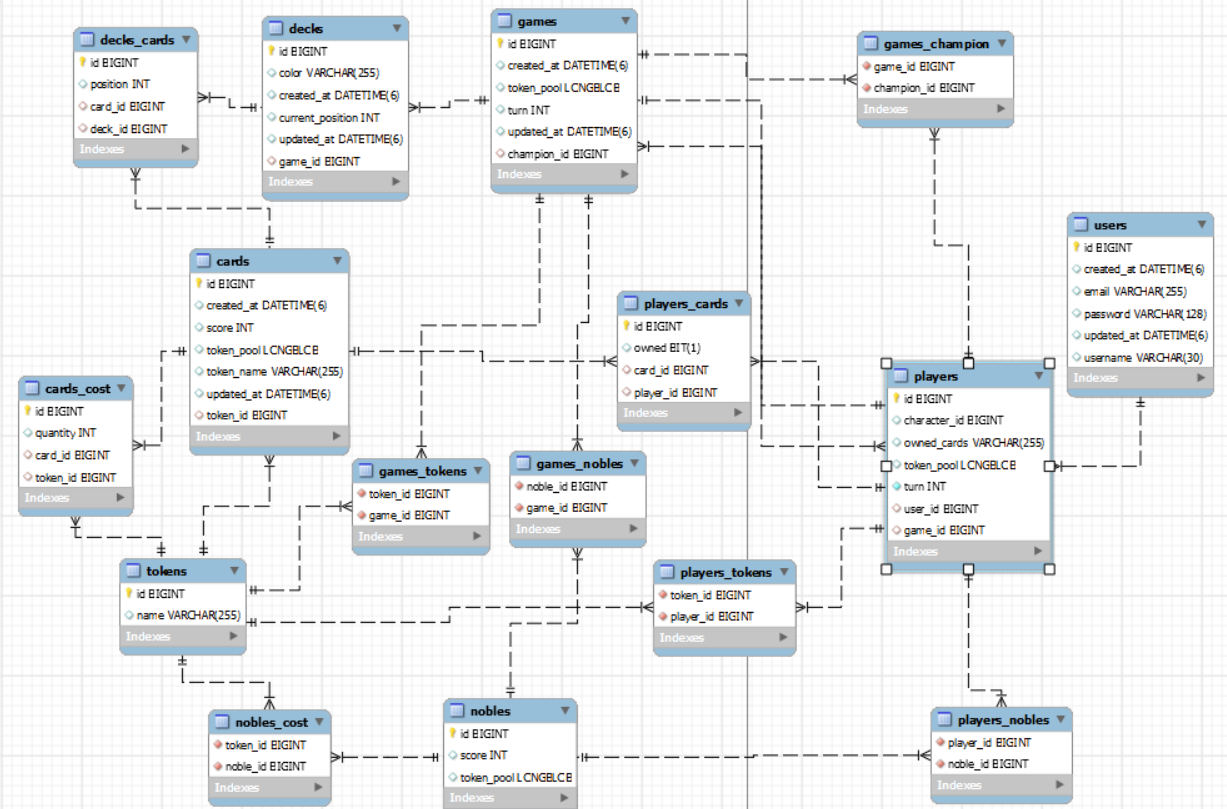 decks_cards
id BIGINT
position INT
card_id BIGINT
deck_id BIGINT
Indexes
decks
id BIGINT
color VARCHAR(255)
created_at DATETIME(6)
current_position INT
updated_at DATETIME(6)
game_id BIGINT
Indexes
games
id BIGINT
created_at DATETIME(6)
token_pool LONGBLOB
turn INT
updated_at DATETIME(6)
champion_id BIGINT
Indexes
games_champion
game_id BIGINT
champion_id BIGINT
Indexes
users
id BIGINT
created_at DATETIME(6)
email VARCHAR(255)
password VARCHAR(128)
updated_at DATETIME(6)
username VARCHAR(30)
Indexes
cards
id BIGINT
created_at DATETIME(6)
score INT
token_pool LONGBLOB
token_name VARCHAR(255)
updated_at DATETIME(6)
token_id BIGINT
Indexes
players_cards
id BIGINT
owned BIT(1)
card_id BIGINT
player_id BIGINT
Indexes
players
id BIGINT
character_id BIGINT
owned_cards VARCHAR(255)
token_pool LONGBLOB
turn INT
user_id BIGINT
game_id BIGINT
Indexes
cards_cost
id BIGINT
quantity INT
card_id BIGINT
token_id BIGINT
Indexes
games_tokens
token_id BIGINT
game_id BIGINT
Indexes
games_nobles
noble_id BIGINT
game_id BIGINT
Indexes
tokens
id BIGINT
name VARCHAR(255)
Indexes
players_tokens
token_id BIGINT
player_id BIGINT
Indexes
nobles_cost
token_id BIGINT
noble_id BIGINT
Indexes
nobles
id BIGINT
score INT
token_pool LONGBLOB
Indexes
players_nobles
player_id BIGINT
noble_id BIGINT
Indexes